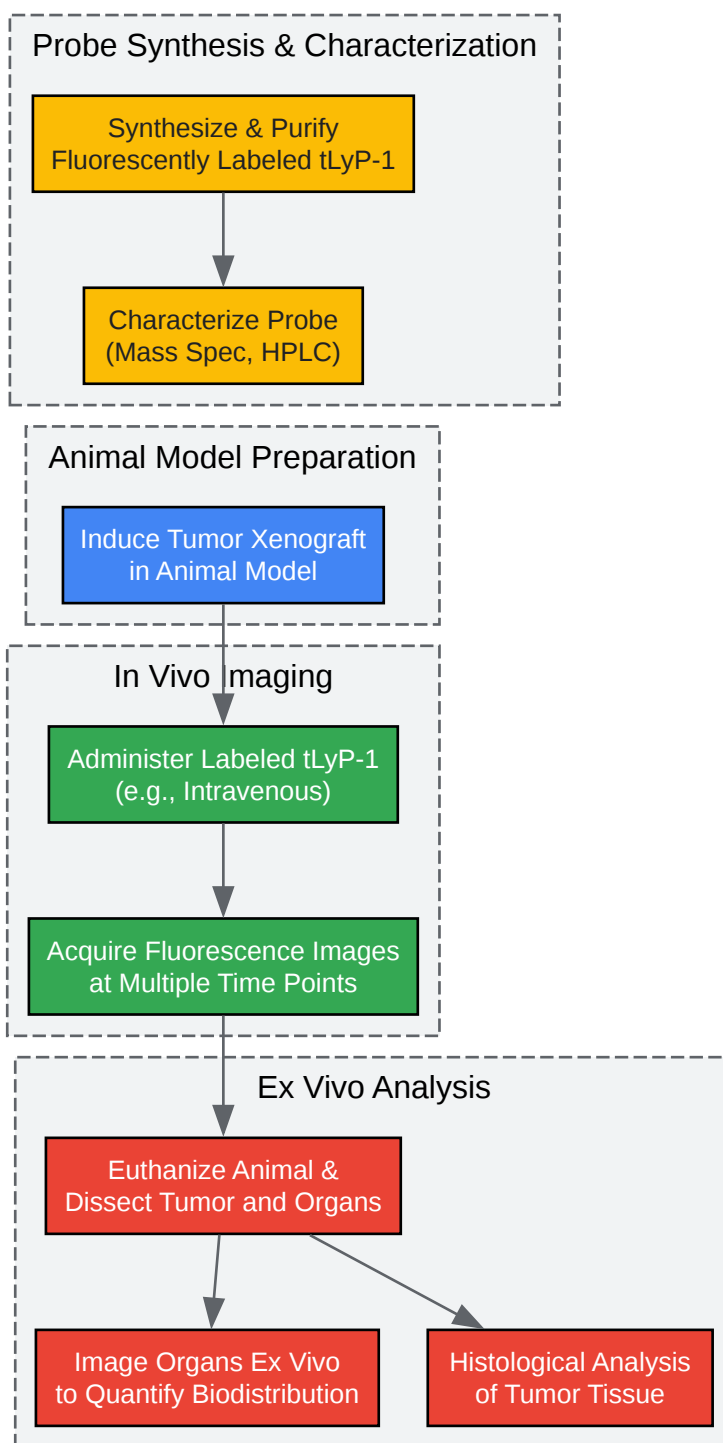 Probe Synthesis & Characterization
Synthesize & Purify
Fluorescently Labeled tLyP-1
Characterize Probe
(Mass Spec, HPLC)
Animal Model Preparation
Induce Tumor Xenograft
in Animal Model
In Vivo Imaging
Administer Labeled tLyP-1
(e.g., Intravenous)
Acquire Fluorescence Images
at Multiple Time Points
Ex Vivo Analysis
Euthanize Animal &
Dissect Tumor and Organs
Image Organs Ex Vivo
to Quantify Biodistribution
Histological Analysis
of Tumor Tissue